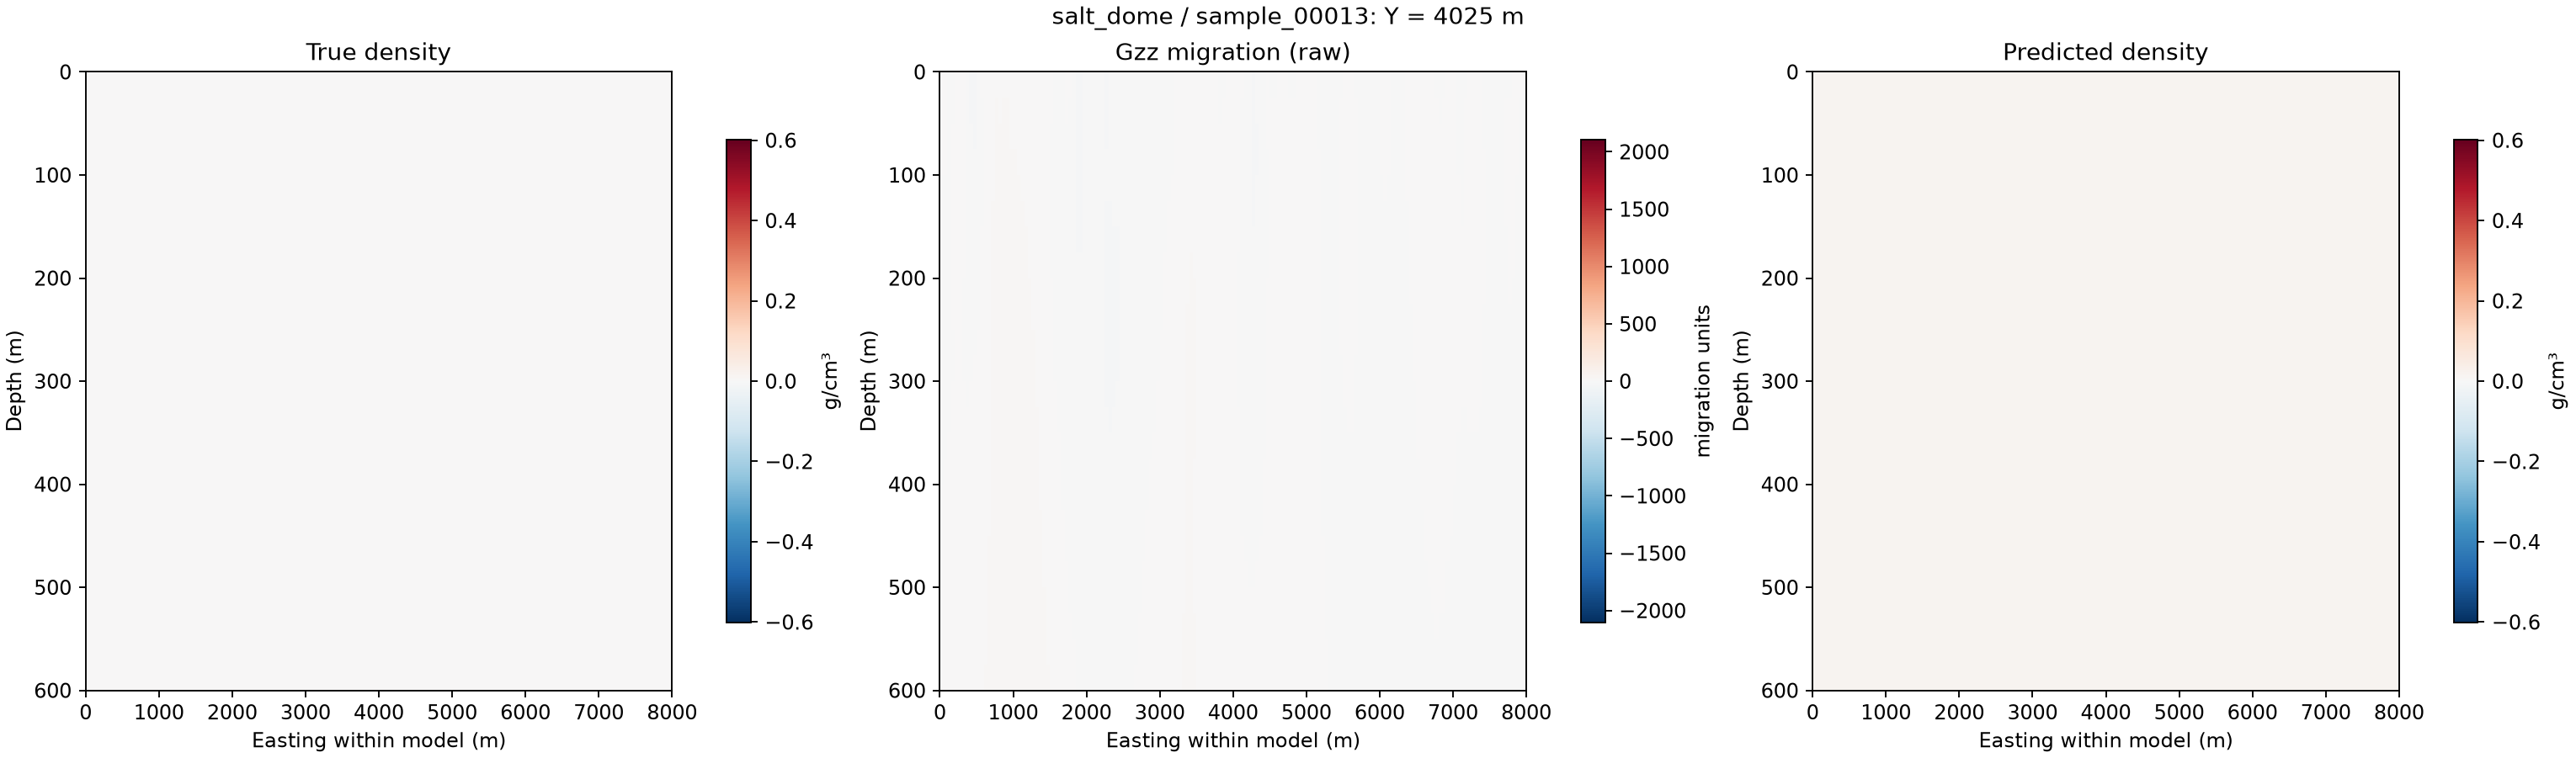 salt_dome / sample_00013: Y = 4025 m
True density
0
100
200
300
400
500
600
Depth (m)
0 1000 2000 3000 4000 5000 6000 7000 8000
Easting within model (m)
0.6
0.4
0.2
0.0
−0.2
−0.4
−0.6
g/cm³
Gzz migration (raw)
0
100
200
300
400
500
600
Depth (m)
0 1000 2000 3000 4000 5000 6000 7000 8000
Easting within model (m)
2000
1500
1000
500
0
−500
−1000
−1500
−2000
migration units
Predicted density
0
100
200
300
400
500
600
Depth (m)
0 1000 2000 3000 4000 5000 6000 7000 8000
Easting within model (m)
0.6
0.4
0.2
0.0
−0.2
−0.4
−0.6
g/cm³